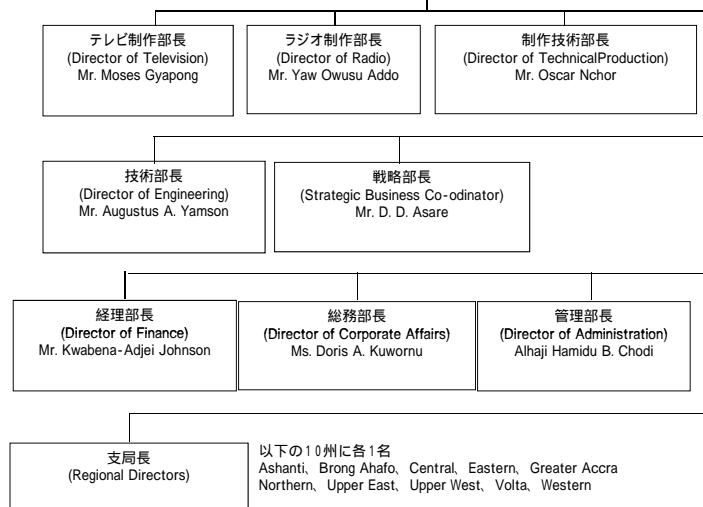 テレビ制作部長
(Director of Television)
Mr. Moses Gyapong
ラジオ制作部長
(Director of Radio)
Mr. Yaw Owusu Addo
制作技術部長
(Director of TechnicalProduction)
Mr. Oscar Nchor
技術部長
(Director of Engineering)
Mr. Augustus A. Yamson
戦略部長
(Strategic Business Co-odinator)
Mr. D. D. Asare
経理部長
(Director of Finance)
Mr. Kwabena-Adjei Johnson
総務部長
(Director of Corporate Affairs)
Ms. Doris A. Kuwornu
管理部長
(Director of Administration)
Alhaji Hamidu B. Chodi
支局長
(Regional Directors)
以下の10州に各1名
Ashanti、Brong Ahafo、Central、Eastern、Greater Accra
Northern、Upper East、Upper West、Volta、Western